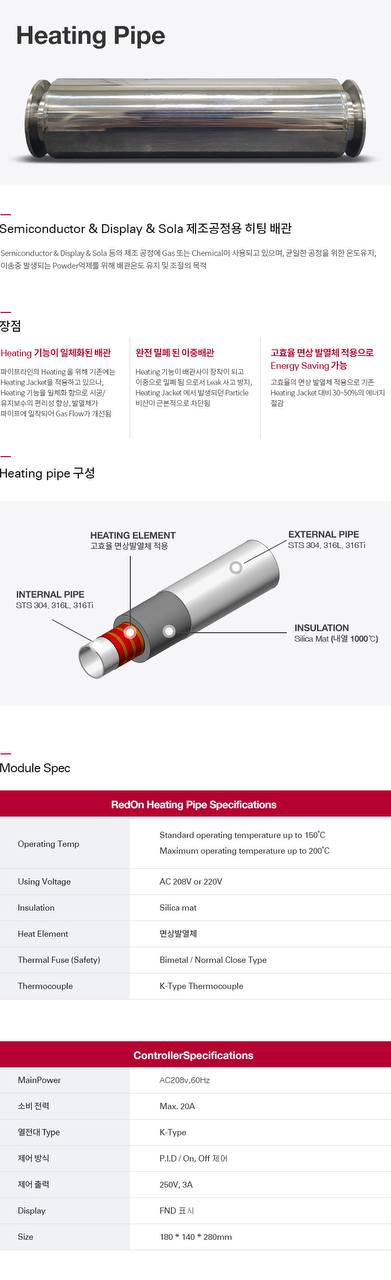 Heating Pipe
Semiconductor & Display & Sola 제조공정용 히팅 배관
Semiconductor & Display & Sola 등의 제조 공정에 Gas 또는 Chemical이 사용되고 있으며, 균일한 공정을 위한 온도유지,
이송중 발생되는 Powder억제를 위해 배관온도 유지 및 조절의 목적
장점
Heating 기능이 일체화된 배관
파이프라인의 Heating 을 위해 기존에는
Heating Jacket을 적용하고 있으나,
Heating 기능을 일체화 함으로 시공/
유지보수의 편리성 향상, 발열체가
파이프에 일착되어 Gas Flow가 개선됨
완전 밀폐 된 이중배관
Heating 기능이 배관사이 장착이 되고
이중으로 밀폐 됨 으로서 Leak 사고 방지,
Heating Jacket 에서 발생되던 Particle
비산이 근본적으로 차단됨
고효율 면상 발열체 적용으로
Energy Saving 가능
고효율의 면상 발열체 적용으로 기존
Heating Jacket 대비 30~50%의 에너지
절감
Heating pipe 구성
HEATING ELEMENT
고효율 면상발열체 적용
EXTERNAL PIPE
STS 304, 316L, 316Ti
INTERNAL PIPE
STS 304, 316L, 316Ti
INSULATION
Silica Mat (내열 1000℃)
Module Spec
RedOn Heating Pipe Specifications
Operating Temp
Standard operating temperature up to 150˚C
Maximum operating temperature up to 200˚C
Using Voltage AC 208V or 220V
Insulation Silica mat
Heat Element 면상발열체
Thermal Fuse (Safety) Bimetal / Normal Close Type
Thermocouple K-Type Thermocouple
ControllerSpecifications
MainPower AC208v,60Hz
소비 전력 Max. 20A
열전대 Type K-Type
제어 방식 P.I.D / On, Off 제어
제어 출력 250V, 3A
Display FND 표시
Size 180 * 140 * 280mm